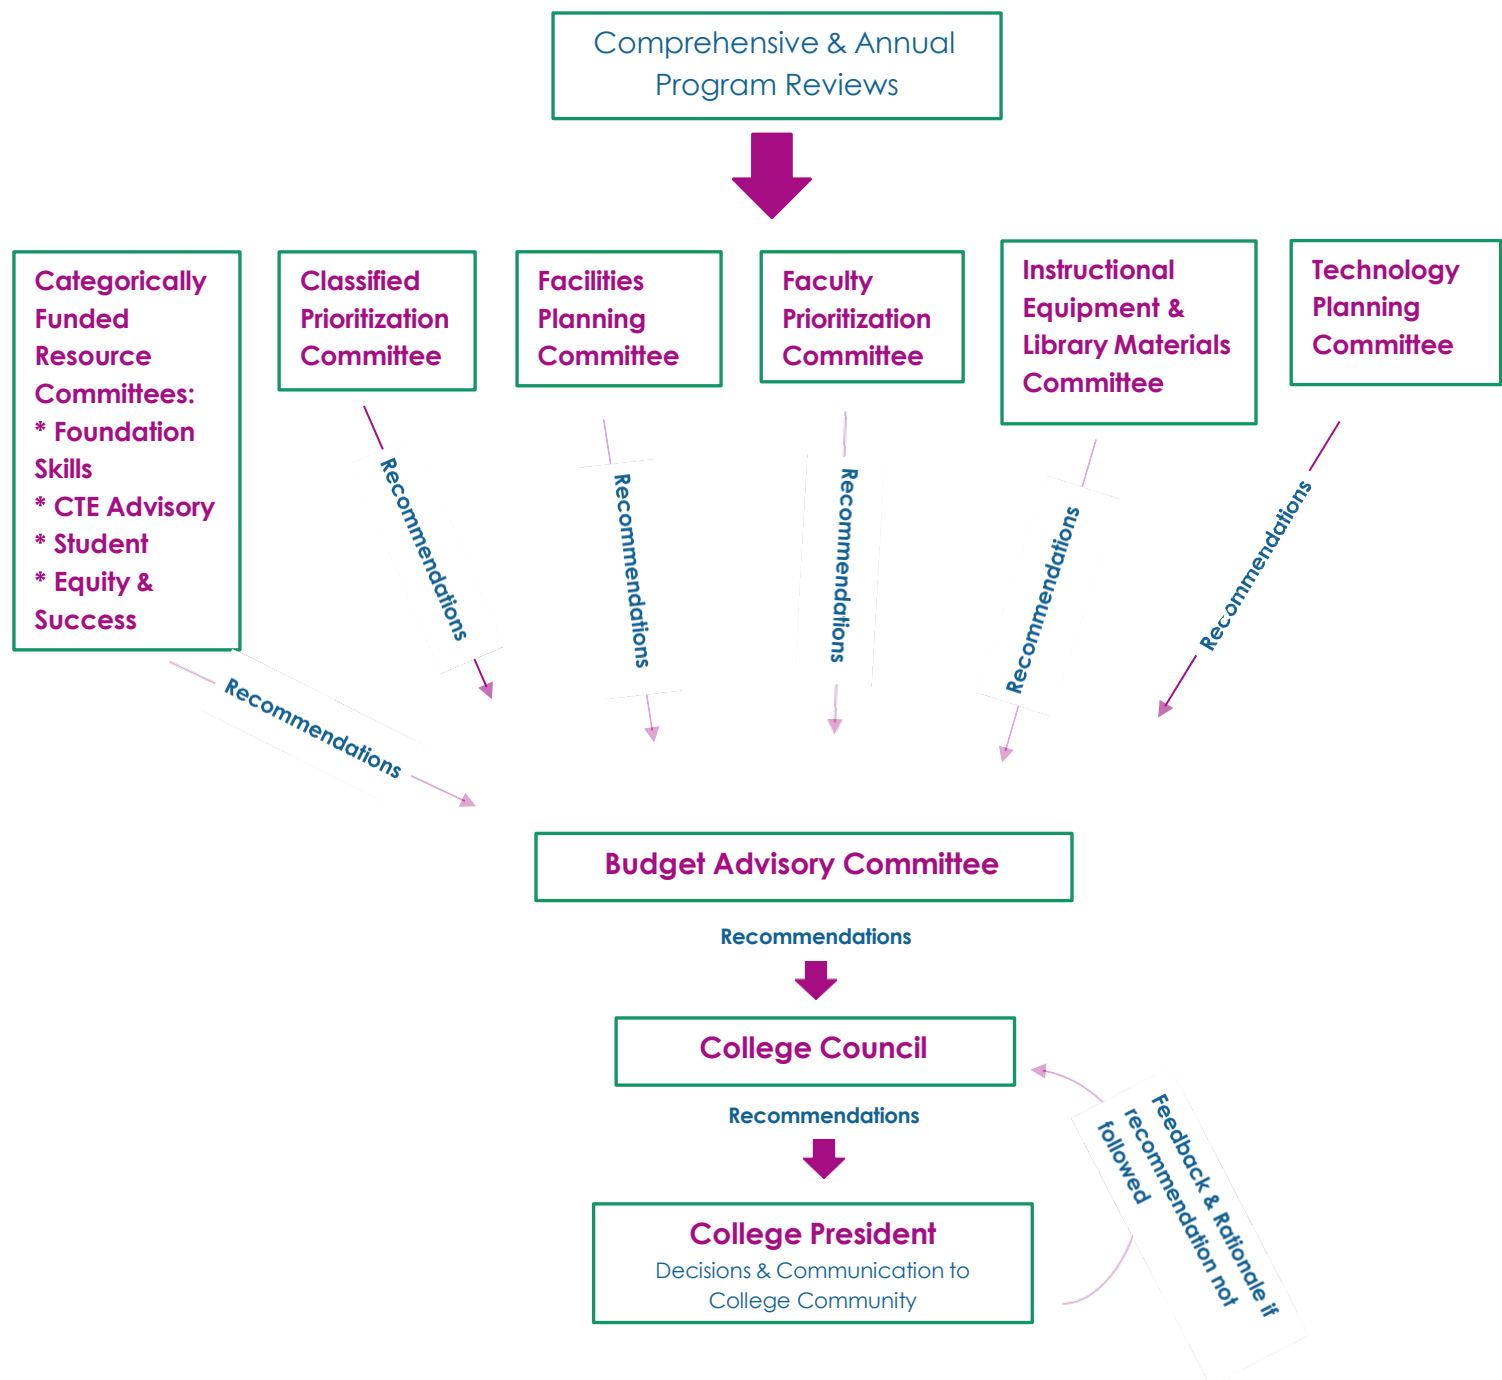 Comprehensive & Annual
Program Reviews
Categorically
Funded
Resource
Committees:
* Foundation
Skills
* CTE Advisory
* Student
* Equity &
Success
Classified
Prioritization
Committee
Facilities
Planning
Committee
Faculty
Prioritization
Committee
Instructional
Equipment &
Library Materials
Committee
Technology
Planning
Committee
Recommendations
Recommendations
Recommendations
Recommendations
Recommendations
Recommendations
Budget Advisory Committee
Recommendations
College Council
Recommendations
College President
Decisions & Communication to
College Community
Feedback & Rationale if
recommendation not
followed